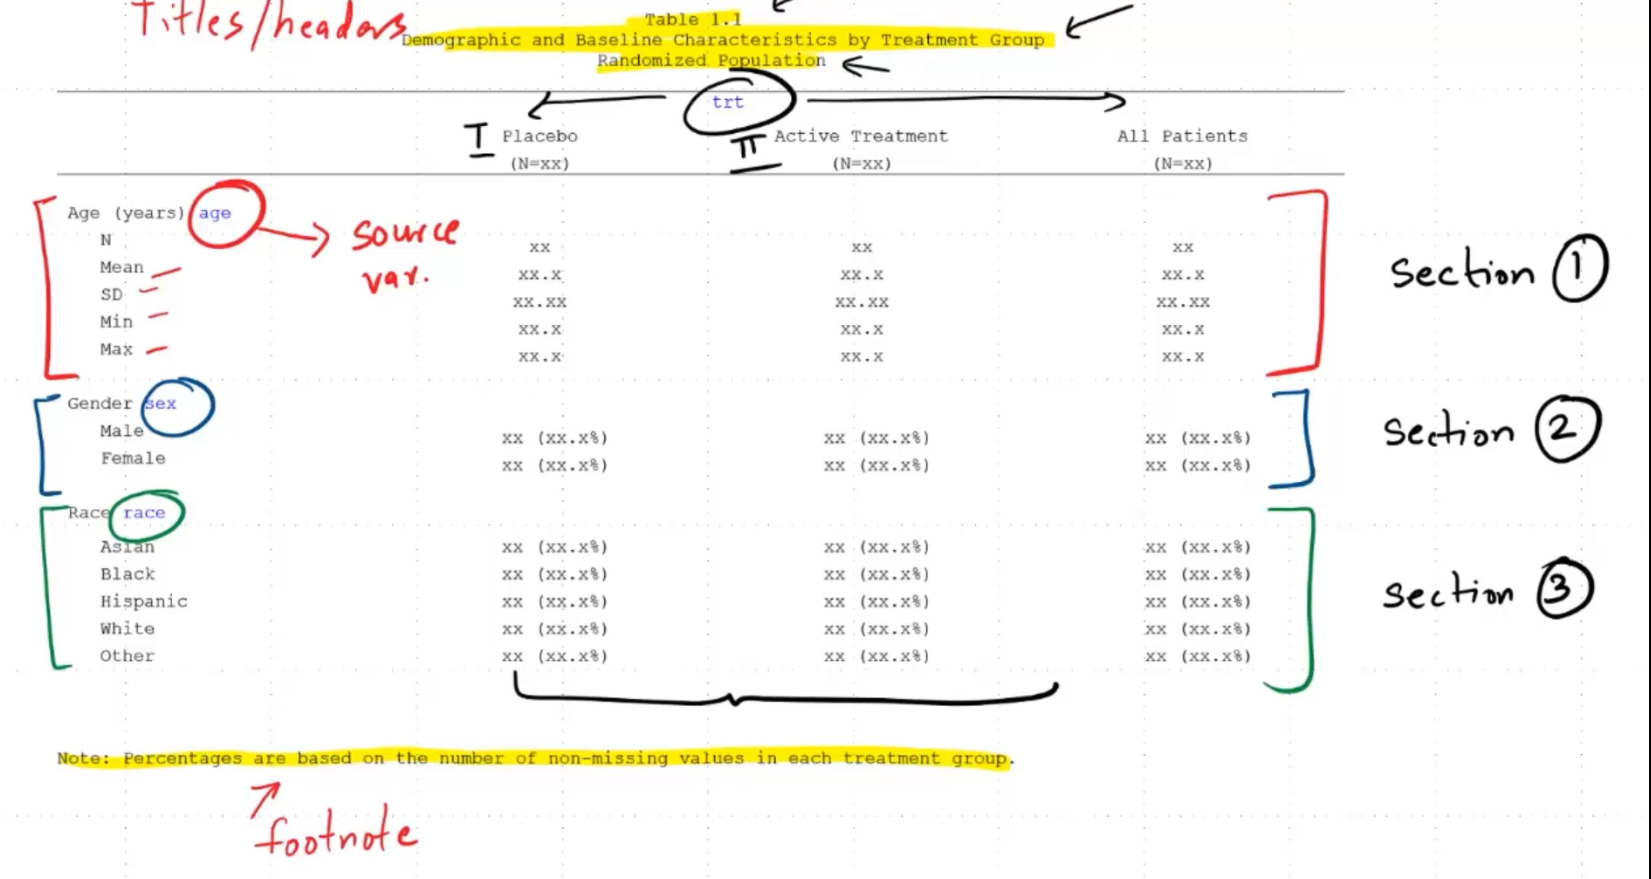 Titles/headers
Table 1.1
Demographic and Baseline Characteristics by Treatment Group
Randomized Population
trt
I Placebo II Active Treatment All Patients
(N=xx) (N=xx) (N=xx)
Age (years) age
source var.
N xx xx xx
Mean xx.x xx.x xx.x
SD xx.xx xx.xx xx.xx
Min xx.x xx.x xx.x
Max xx.x xx.x xx.x
Section 1
Gender sex
Male xx (xx.x%) xx (xx.x%) xx (xx.x%)
Female xx (xx.x%) xx (xx.x%) xx (xx.x%)
Section 2
Race race
Asian xx (xx.x%) xx (xx.x%) xx (xx.x%)
Black xx (xx.x%) xx (xx.x%) xx (xx.x%)
Hispanic xx (xx.x%) xx (xx.x%) xx (xx.x%)
White xx (xx.x%) xx (xx.x%) xx (xx.x%)
Other xx (xx.x%) xx (xx.x%) xx (xx.x%)
Section 3
Note: Percentages are based on the number of non-missing values in each treatment group.
footnote